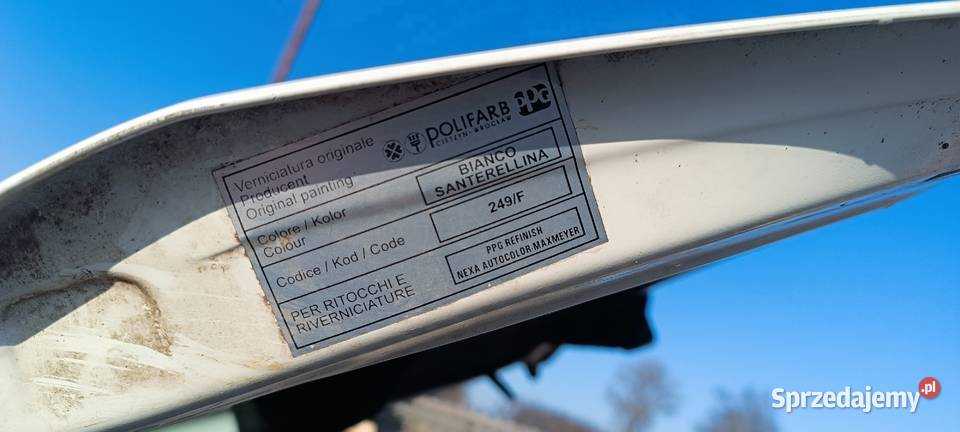 Verniciatura originale
Producent
Original painting
POLIFARB
CIESZYN-WROCŁAW
PPG
Colore / Kolor
Colour
BIANCO
SANTERELLINA
Codice / Kod / Code
249/F
PER RITOCCHI E
RIVERNICIATURE
PPG REFINISH
NEXA AUTOCOLOR-MAXMEYER
Sprzedajemy.pl